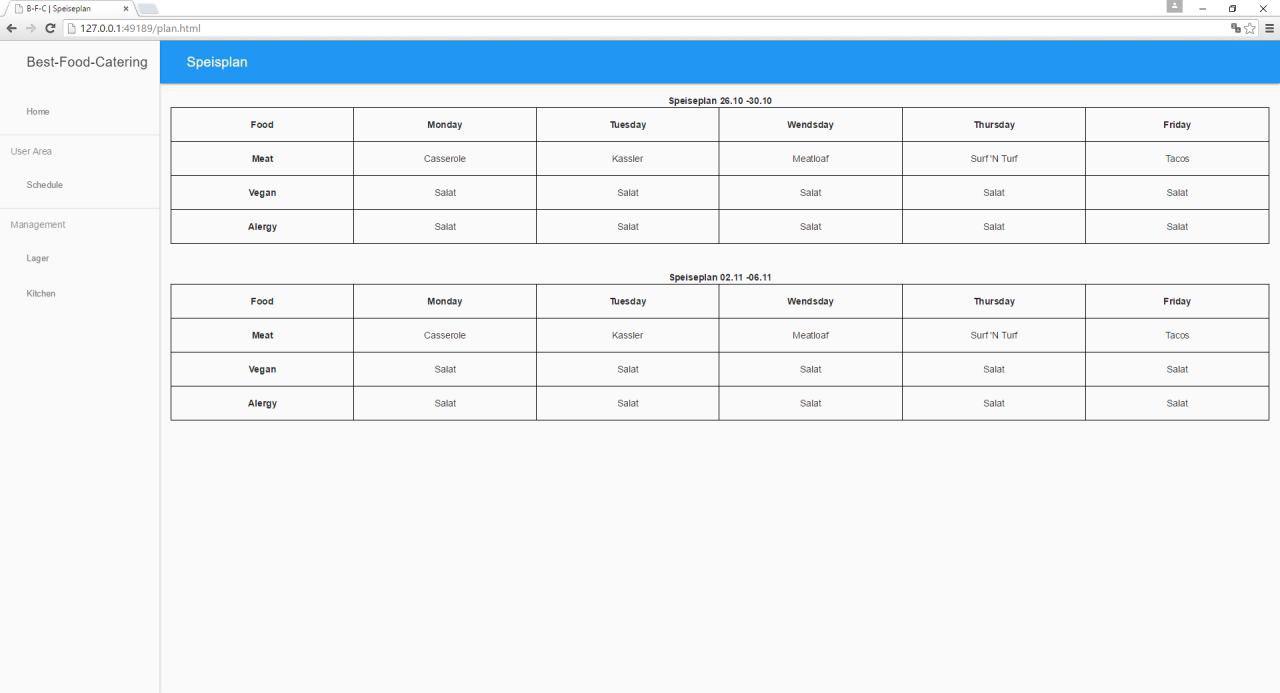 B-F-C | Speiseplan
127.0.0.1:49189/plan.html
Best-Food-Catering
Speisplan
Home
User Area
Schedule
Management
Lager
Kitchen
Speiseplan 26.10 -30.10
Food Monday Tuesday Wendsday Thursday Friday
Meat Casserole Kassler Meatloaf Surf 'N Turf Tacos
Vegan Salat Salat Salat Salat Salat
Alergy Salat Salat Salat Salat Salat
Speiseplan 02.11 -06.11
Food Monday Tuesday Wendsday Thursday Friday
Meat Casserole Kassler Meatloaf Surf 'N Turf Tacos
Vegan Salat Salat Salat Salat Salat
Alergy Salat Salat Salat Salat Salat